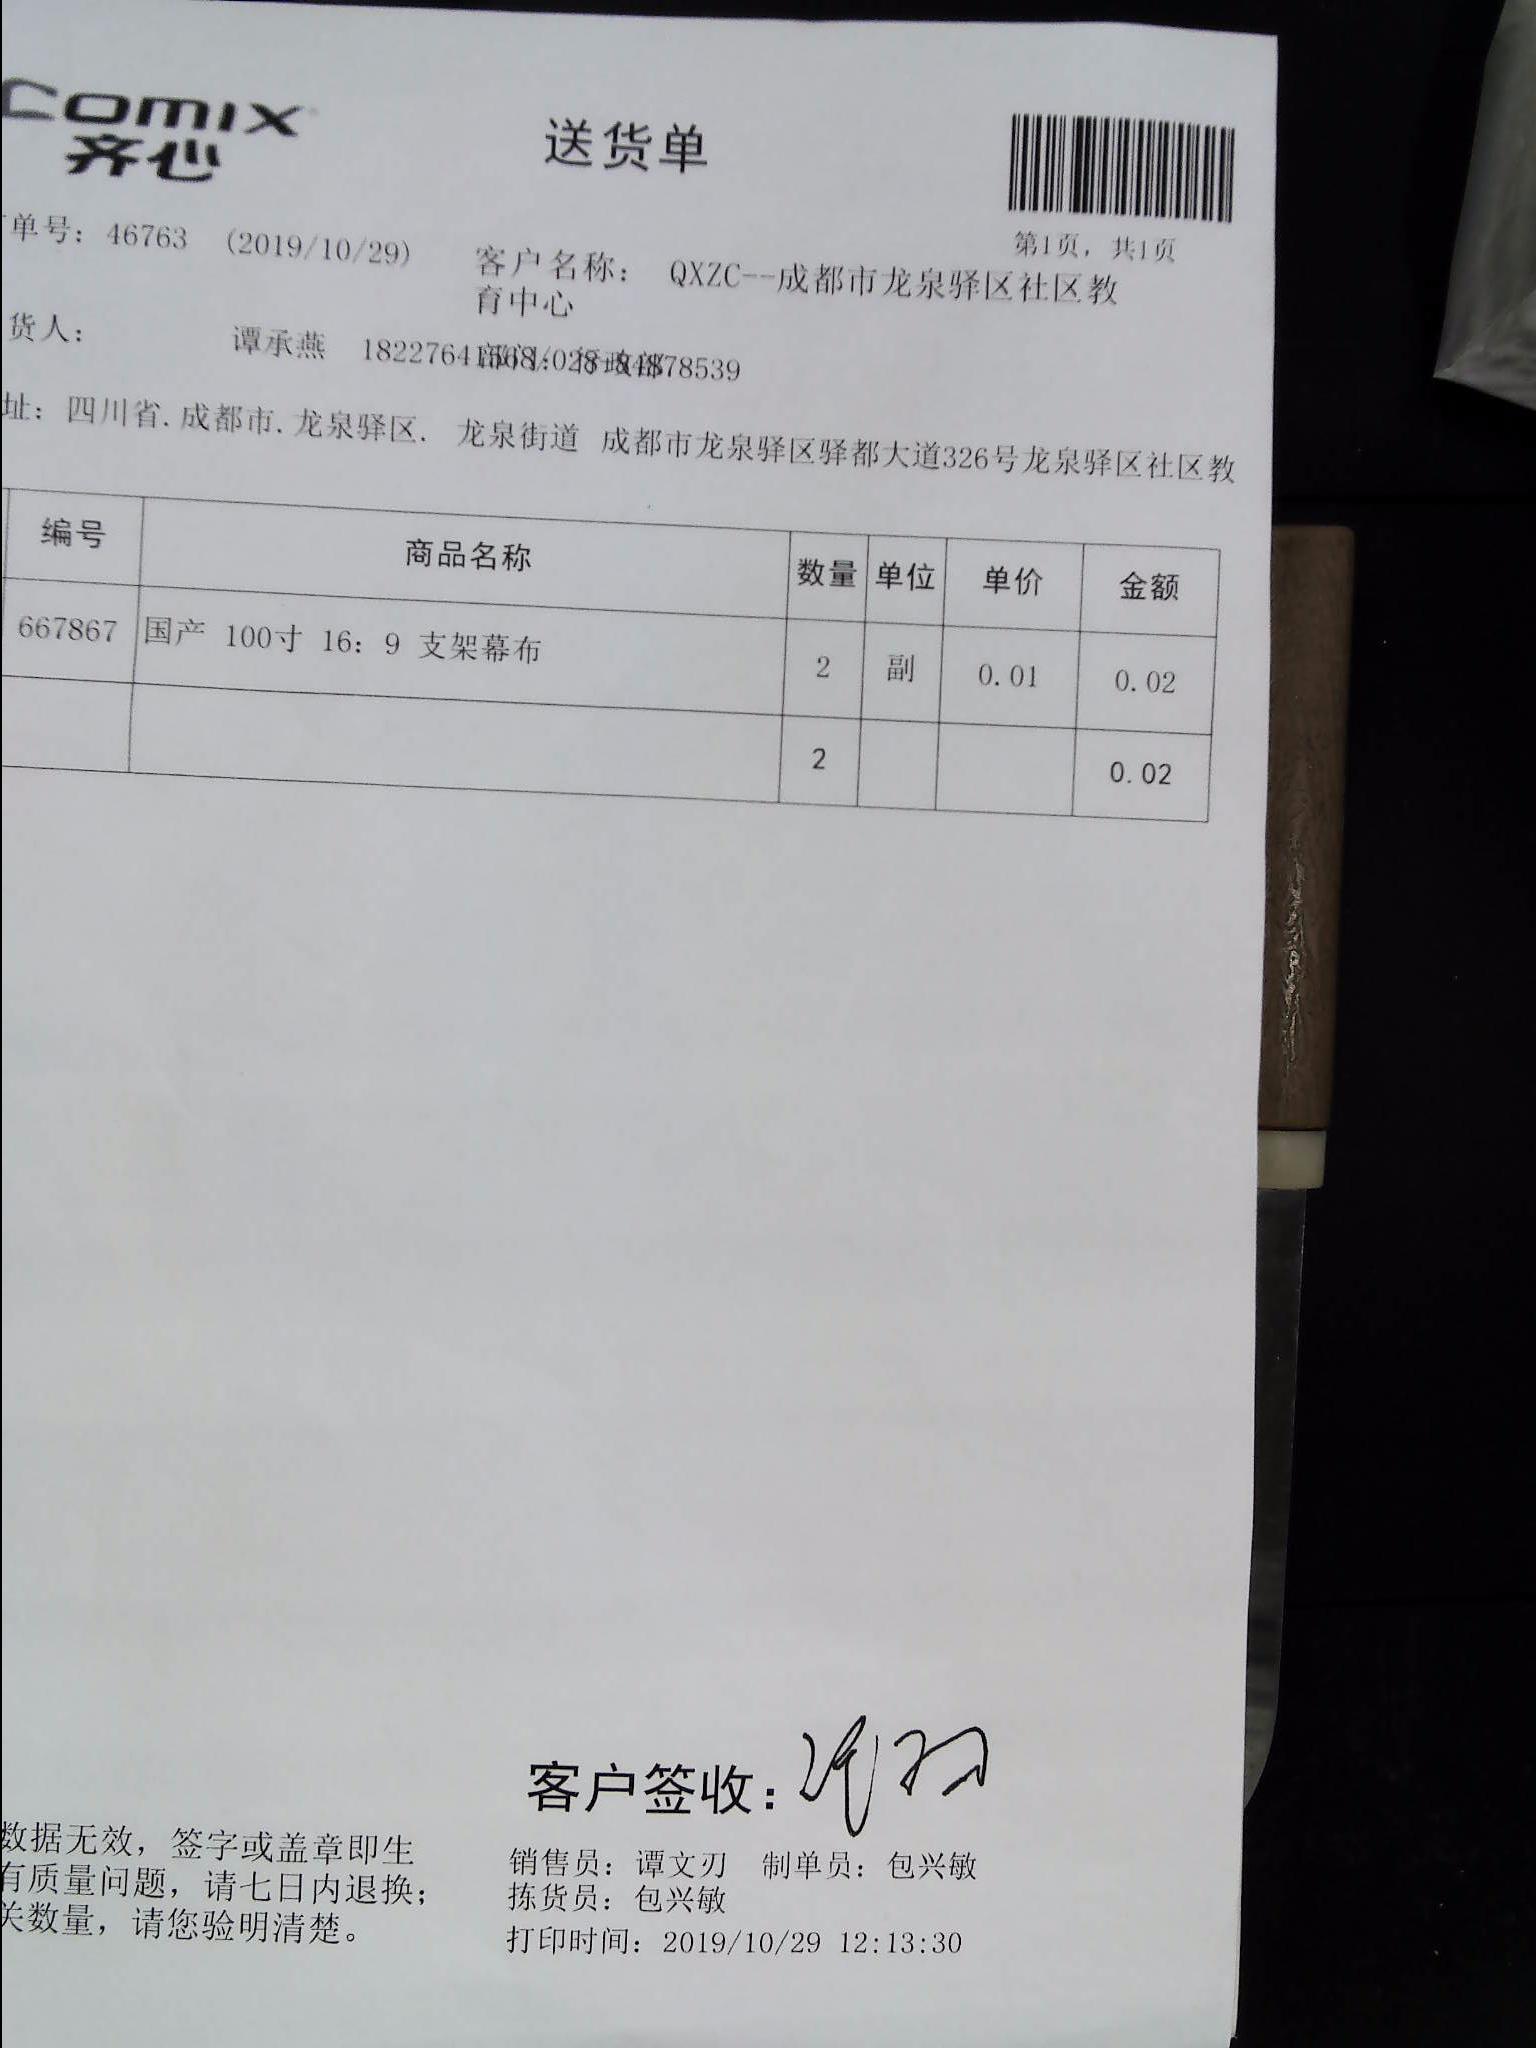 COMIX
齐心
送货单
单号：46763 (2019/10/29)
第1页，共1页
客户名称： QXZC--成都市龙泉驿区社区教
育中心
货人： 谭承燕
址：四川省.成都市.龙泉驿区. 龙泉街道 成都市龙泉驿区驿都大道326号龙泉驿区社区教
编号 商品名称 数量 单位 单价 金额
667867 国产 100寸 16：9 支架幕布 2 副 0.01 0.02
2 0.02
客户签收：
数据无效，签字或盖章即生
有质量问题，请七日内退换；
关数量，请您验明清楚。
销售员：谭文刃 制单员：包兴敏
拣货员：包兴敏
打印时间：2019/10/29 12:13:30